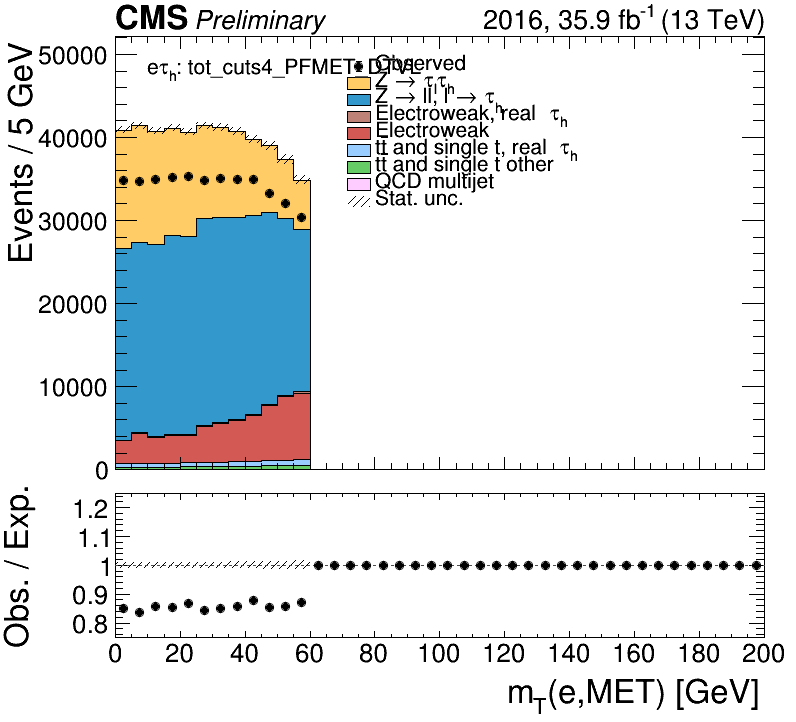 CMS Preliminary 2016, 35.9 fb⁻¹ (13 TeV)
Events / 5 GeV
50000
40000
30000
20000
10000
0
eτh: tot_cuts4_PFMET
Observed
Z → τlτh
Z → ll, l → τh
Electroweak, real τh
Electroweak
tt and single t, real τh
tt and single t other
QCD multijet
Stat. unc.
Obs. / Exp.
1.2
1.1
1
0.9
0.8
0 20 40 60 80 100 120 140 160 180 200
mT(e,MET) [GeV]